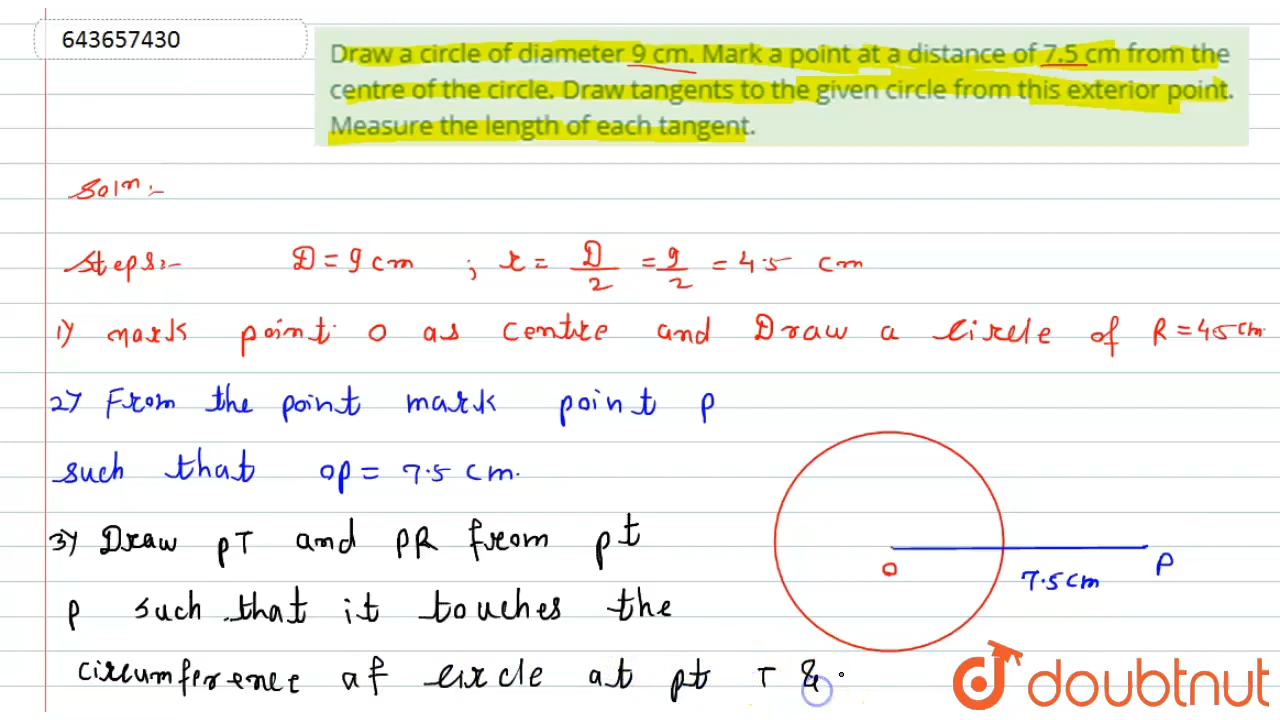 643657430
Draw a circle of diameter 9 cm. Mark a point at a distance of 7.5 cm from the
centre of the circle. Draw tangents to the given circle from this exterior point.
Measure the length of each tangent.
Soln:-
Steps:- D = 9 cm ; r = D/2 = 9/2 = 4.5 cm
1) mark point O as centre and Draw a circle of R = 4.5 cm.
2) From the point mark point P
such that OP = 7.5 cm.
3) Draw PT and PR from pt
P such that it touches the
circumference of circle at pt T &
O
7.5 cm
P
doubtnut